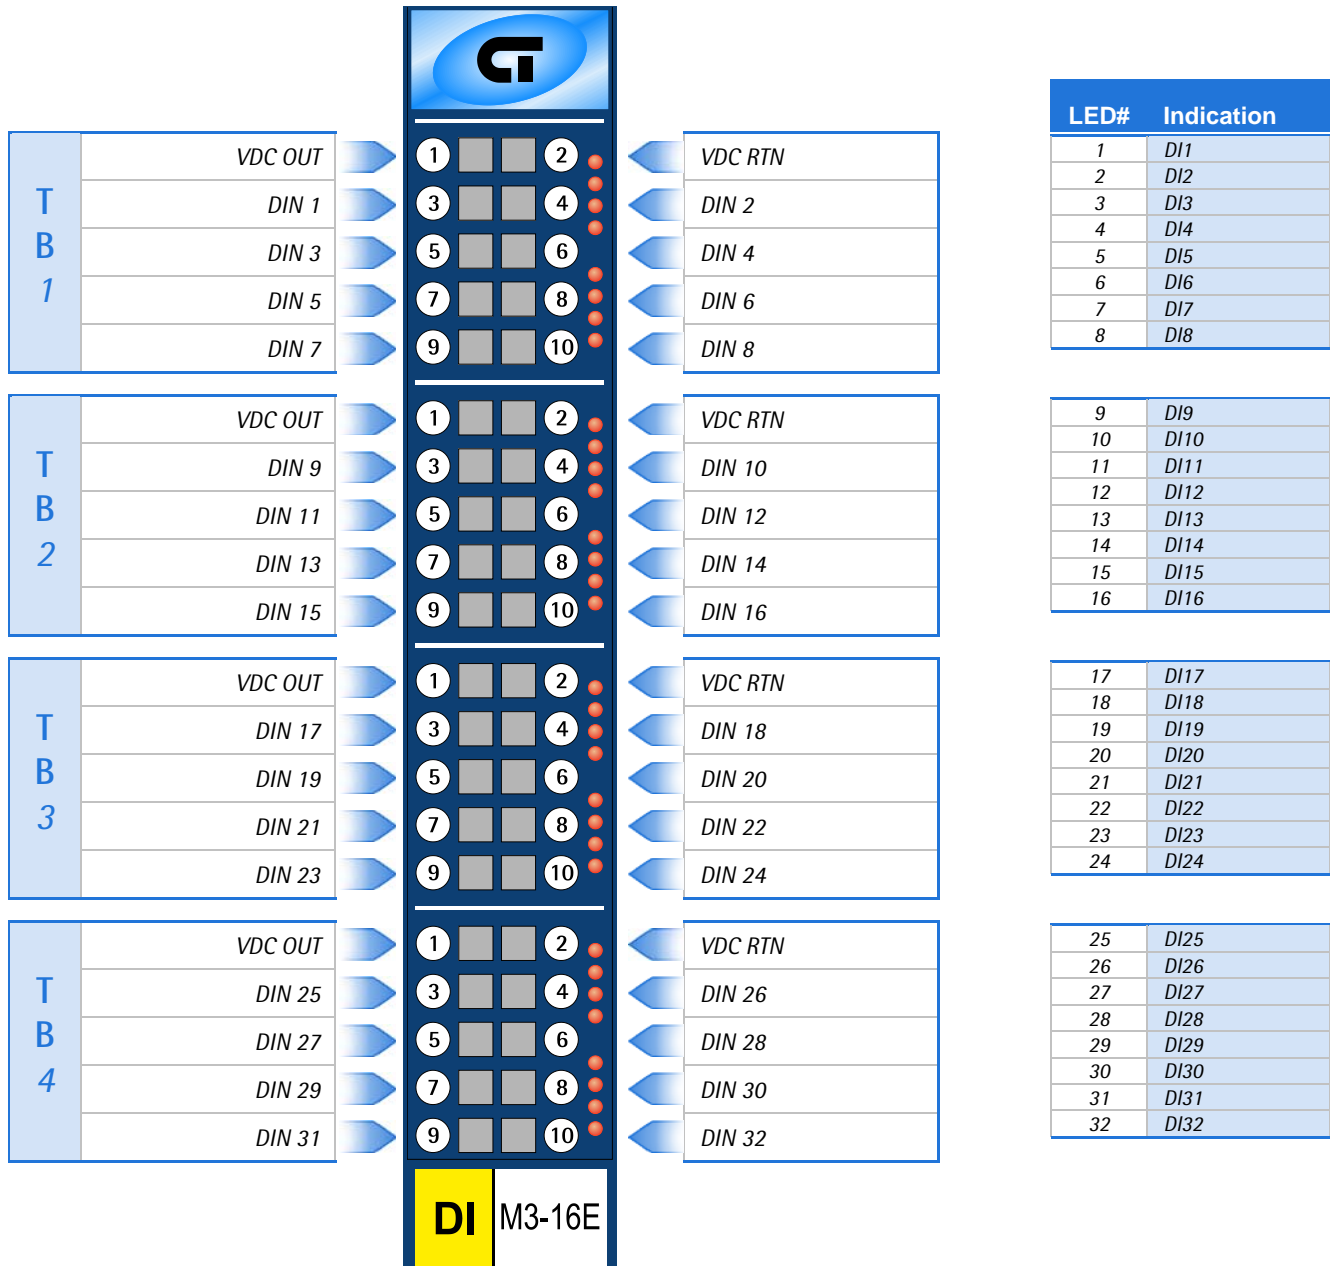 CT
LED# Indication
T
B
1
VDC OUT 1 2 VDC RTN
DIN 1 3 4 DIN 2
DIN 3 5 6 DIN 4
DIN 5 7 8 DIN 6
DIN 7 9 10 DIN 8
1 DI1
2 DI2
3 DI3
4 DI4
5 DI5
6 DI6
7 DI7
8 DI8
T
B
2
VDC OUT 1 2 VDC RTN
DIN 9 3 4 DIN 10
DIN 11 5 6 DIN 12
DIN 13 7 8 DIN 14
DIN 15 9 10 DIN 16
9 DI9
10 DI10
11 DI11
12 DI12
13 DI13
14 DI14
15 DI15
16 DI16
T
B
3
VDC OUT 1 2 VDC RTN
DIN 17 3 4 DIN 18
DIN 19 5 6 DIN 20
DIN 21 7 8 DIN 22
DIN 23 9 10 DIN 24
17 DI17
18 DI18
19 DI19
20 DI20
21 DI21
22 DI22
23 DI23
24 DI24
T
B
4
VDC OUT 1 2 VDC RTN
DIN 25 3 4 DIN 26
DIN 27 5 6 DIN 28
DIN 29 7 8 DIN 30
DIN 31 9 10 DIN 32
25 DI25
26 DI26
27 DI27
28 DI28
29 DI29
30 DI30
31 DI31
32 DI32
DI M3-16E